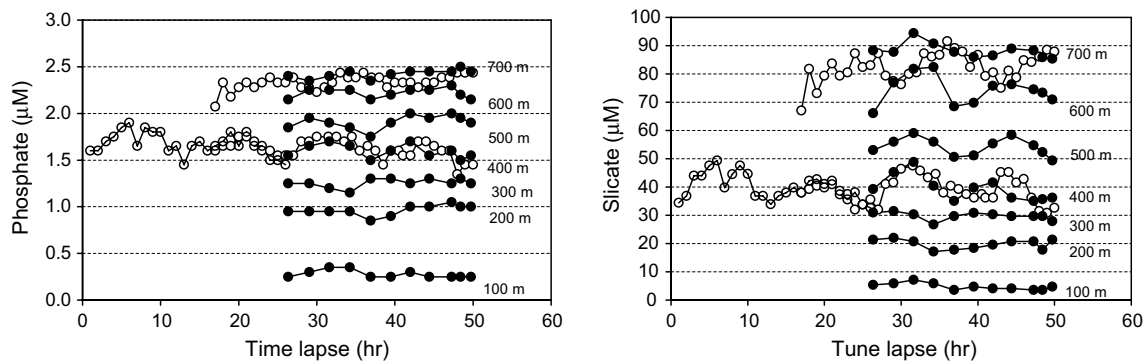 3.0
2.5
2.0
1.5
1.0
0.5
0.0
Phosphate (µM)
0 10 20 30 40 50 60
Time lapse (hr)
700 m
600 m
500 m
400 m
300 m
200 m
100 m
100
90
80
70
60
50
40
30
20
10
0
Slicate (µM)
0 10 20 30 40 50 60
Tune lapse (hr)
700 m
600 m
500 m
400 m
300 m
200 m
100 m